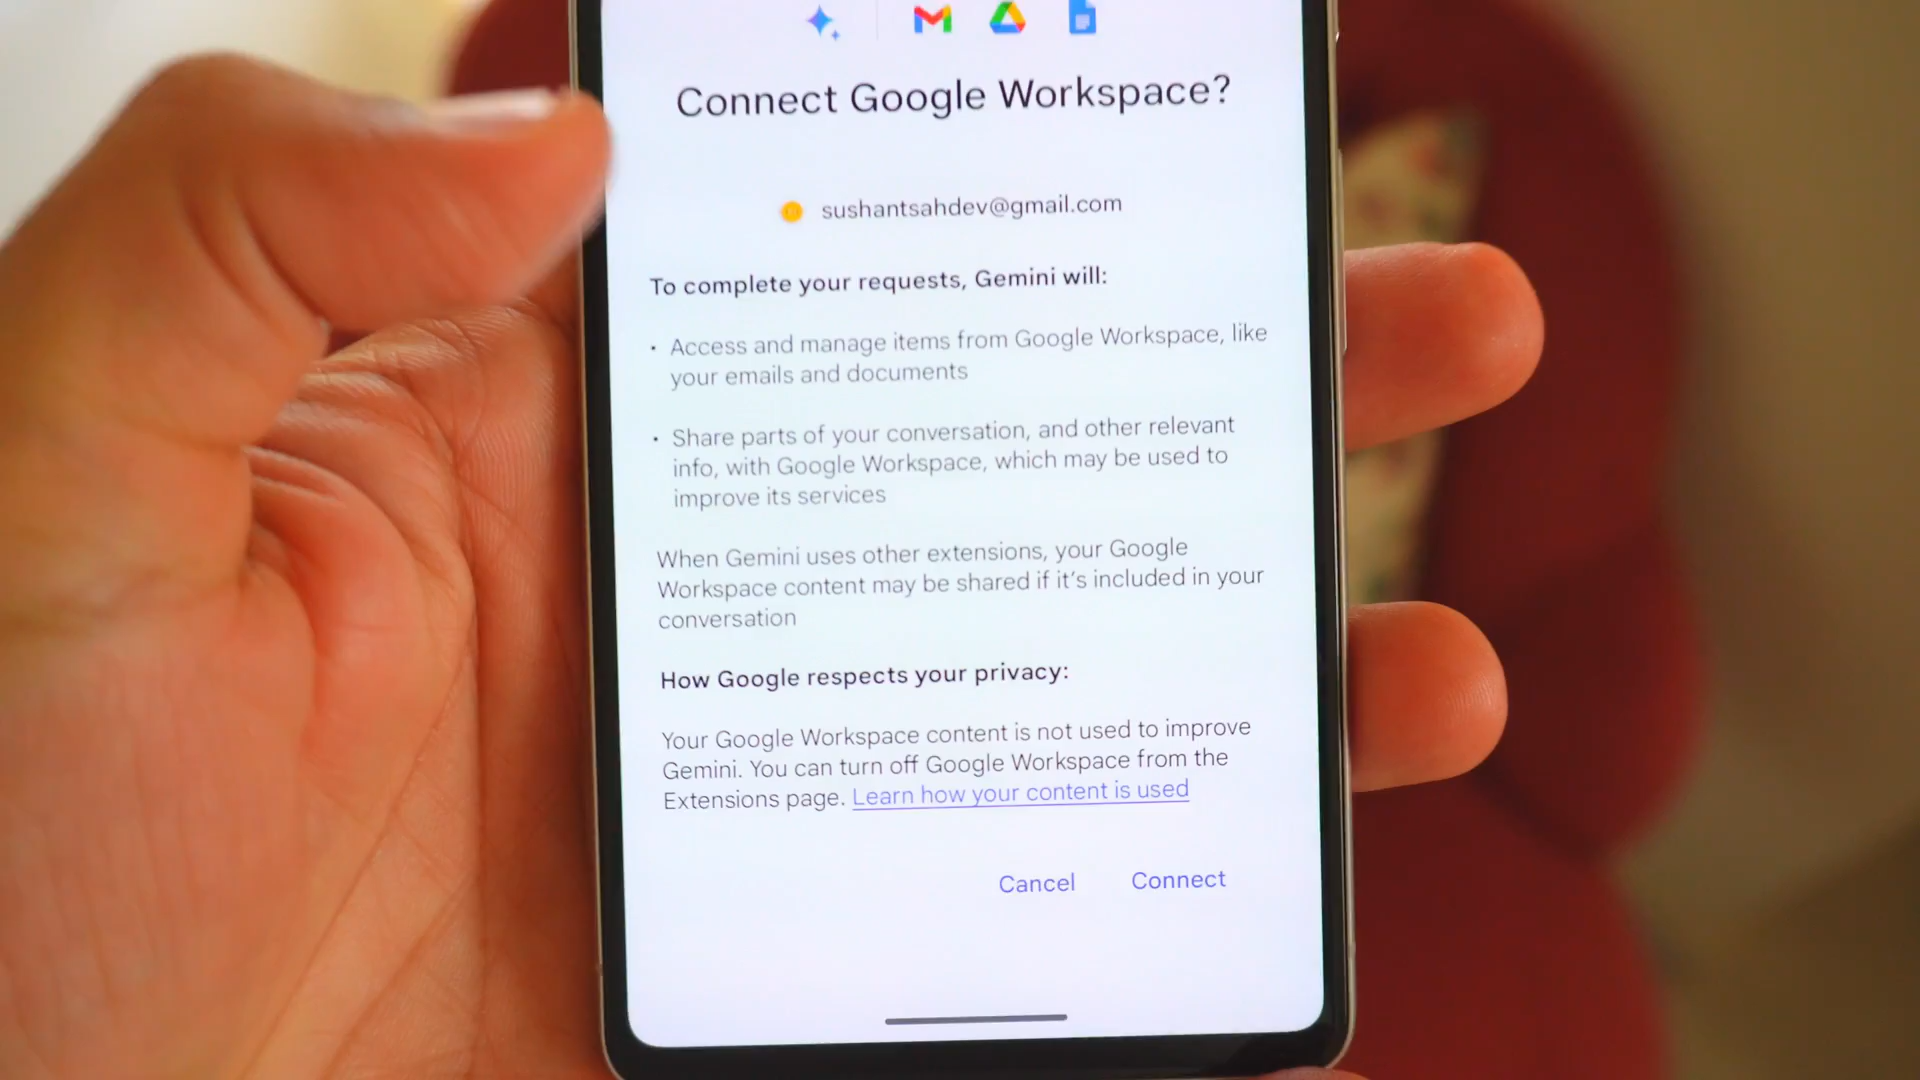 Connect Google Workspace?
sushantsahdev@gmail.com
To complete your requests, Gemini will:
• Access and manage items from Google Workspace, like
your emails and documents
• Share parts of your conversation, and other relevant
info, with Google Workspace, which may be used to
improve its services
When Gemini uses other extensions, your Google
Workspace content may be shared if it's included in your
conversation
How Google respects your privacy:
Your Google Workspace content is not used to improve
Gemini. You can turn off Google Workspace from the
Extensions page. Learn how your content is used
Cancel Connect